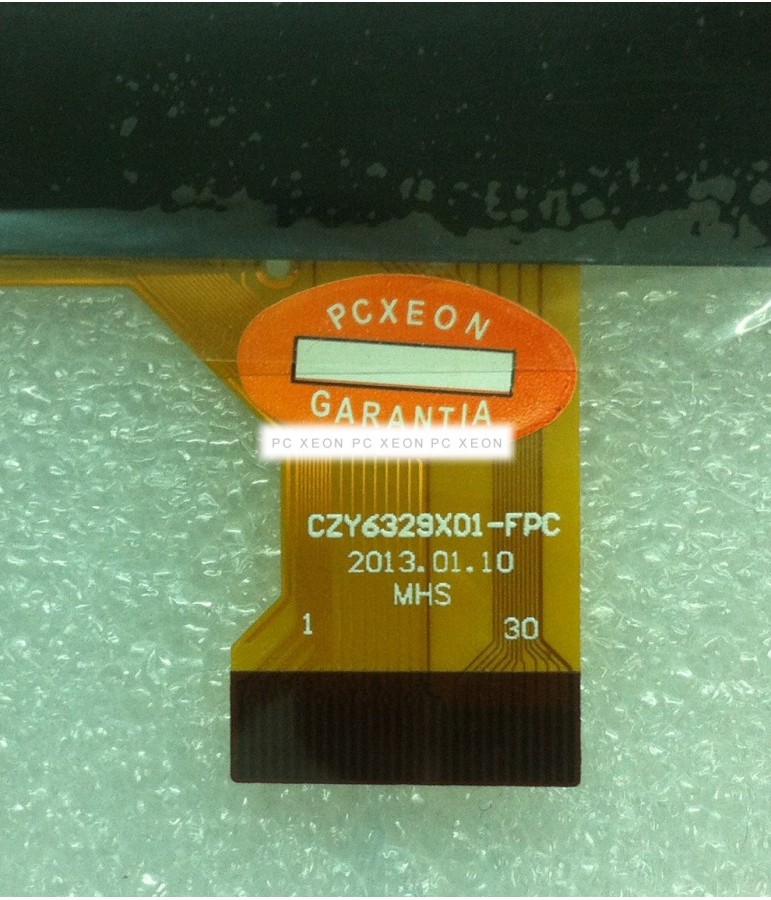 PCXEON
GARANTIA
PC XEON PC XEON PC XEON
CZY6329X01-FPC
2013.01.10
MHS
1 30